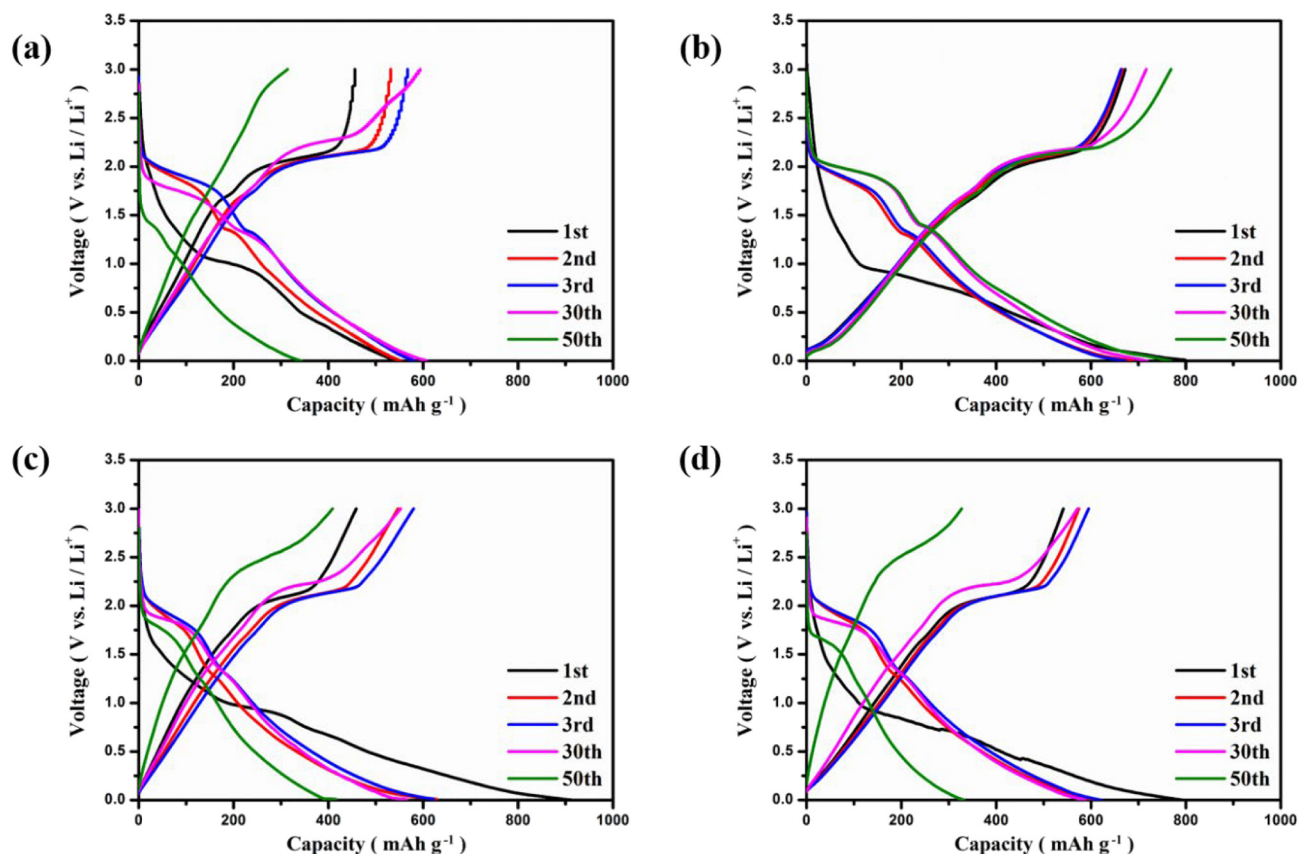 (a)
3.5
3.0
2.5
2.0
1.5
1.0
0.5
0.0
Voltage ( V vs. Li / Li⁺ )
1st
2nd
3rd
30th
50th
0 200 400 600 800 1000
Capacity ( mAh g⁻¹ )
(b)
3.5
3.0
2.5
2.0
1.5
1.0
0.5
0.0
Voltage ( V vs. Li / Li⁺ )
1st
2nd
3rd
30th
50th
0 200 400 600 800 1000
Capacity ( mAh g⁻¹ )
(c)
3.5
3.0
2.5
2.0
1.5
1.0
0.5
0.0
Voltage ( V vs. Li / Li⁺ )
1st
2nd
3rd
30th
50th
0 200 400 600 800 1000
Capacity ( mAh g⁻¹ )
(d)
3.5
3.0
2.5
2.0
1.5
1.0
0.5
0.0
Voltage ( V vs. Li / Li⁺ )
1st
2nd
3rd
30th
50th
0 200 400 600 800 1000
Capacity ( mAh g⁻¹ )